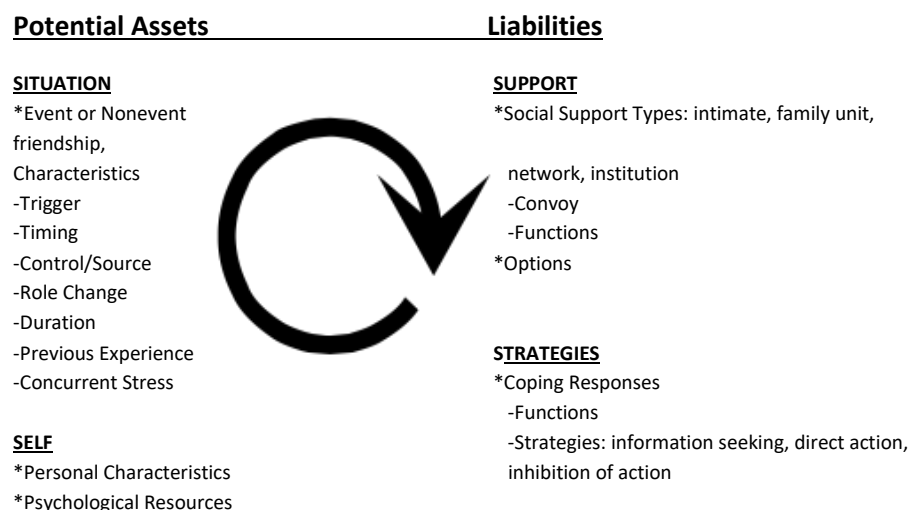 Potential Assets Liabilities
SITUATION
*Event or Nonevent
friendship,
Characteristics
-Trigger
-Timing
-Control/Source
-Role Change
-Duration
-Previous Experience
-Concurrent Stress
SELF
*Personal Characteristics
*Psychological Resources
SUPPORT
*Social Support Types: intimate, family unit,
network, institution
-Convoy
-Functions
*Options
STRATEGIES
*Coping Responses
-Functions
-Strategies: information seeking, direct action,
inhibition of action